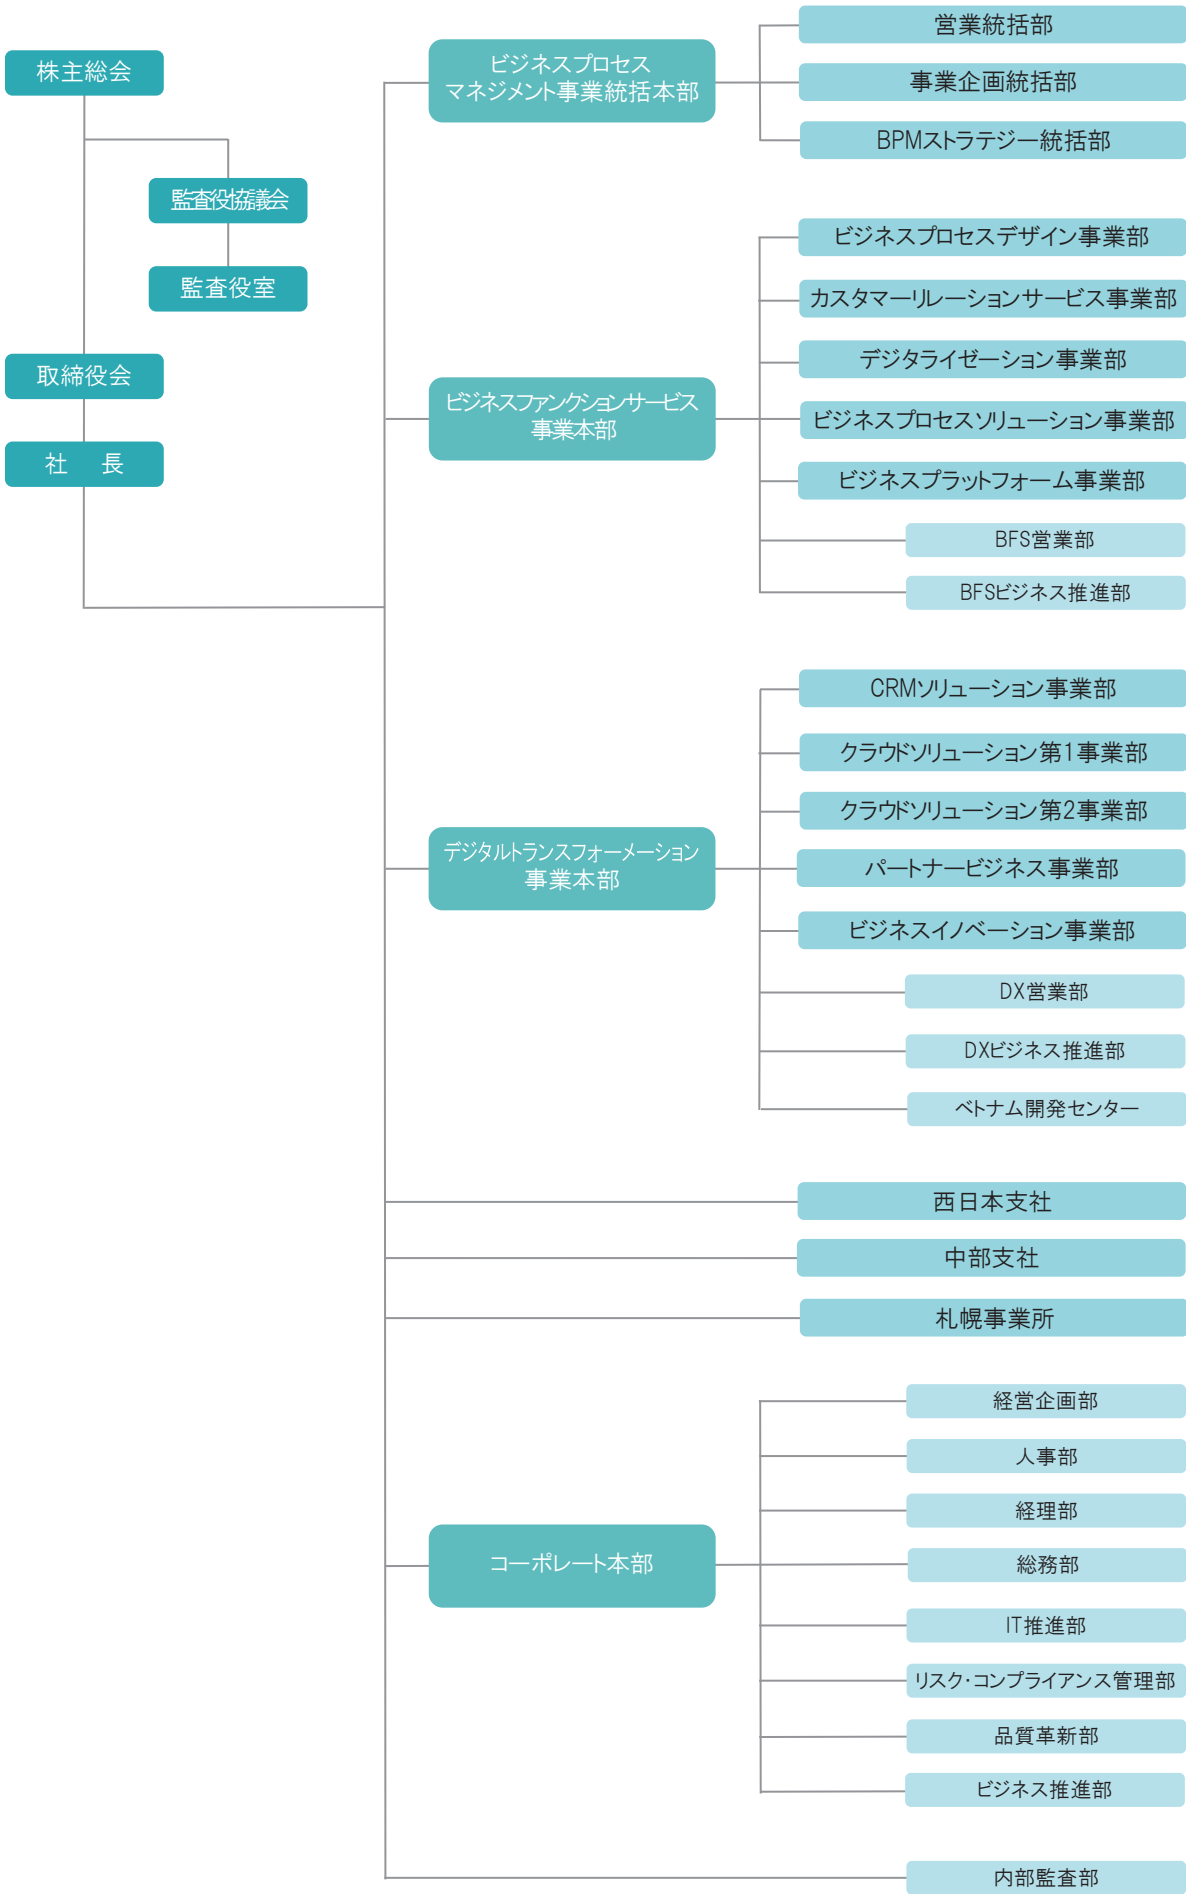 株主総会
監査役協議会
監査役室
取締役会
社　長
ビジネスプロセス
マネジメント事業統括本部
営業統括部
事業企画統括部
BPMストラテジー統括部
ビジネスファンクションサービス
事業本部
ビジネスプロセスデザイン事業部
カスタマーリレーションサービス事業部
デジタライゼーション事業部
ビジネスプロセスソリューション事業部
ビジネスプラットフォーム事業部
BFS営業部
BFSビジネス推進部
デジタルトランスフォーメーション
事業本部
CRMソリューション事業部
クラウドソリューション第1事業部
クラウドソリューション第2事業部
パートナービジネス事業部
ビジネスイノベーション事業部
DX営業部
DXビジネス推進部
ベトナム開発センター
西日本支社
中部支社
札幌事業所
コーポレート本部
経営企画部
人事部
経理部
総務部
IT推進部
リスク・コンプライアンス管理部
品質革新部
ビジネス推進部
内部監査部